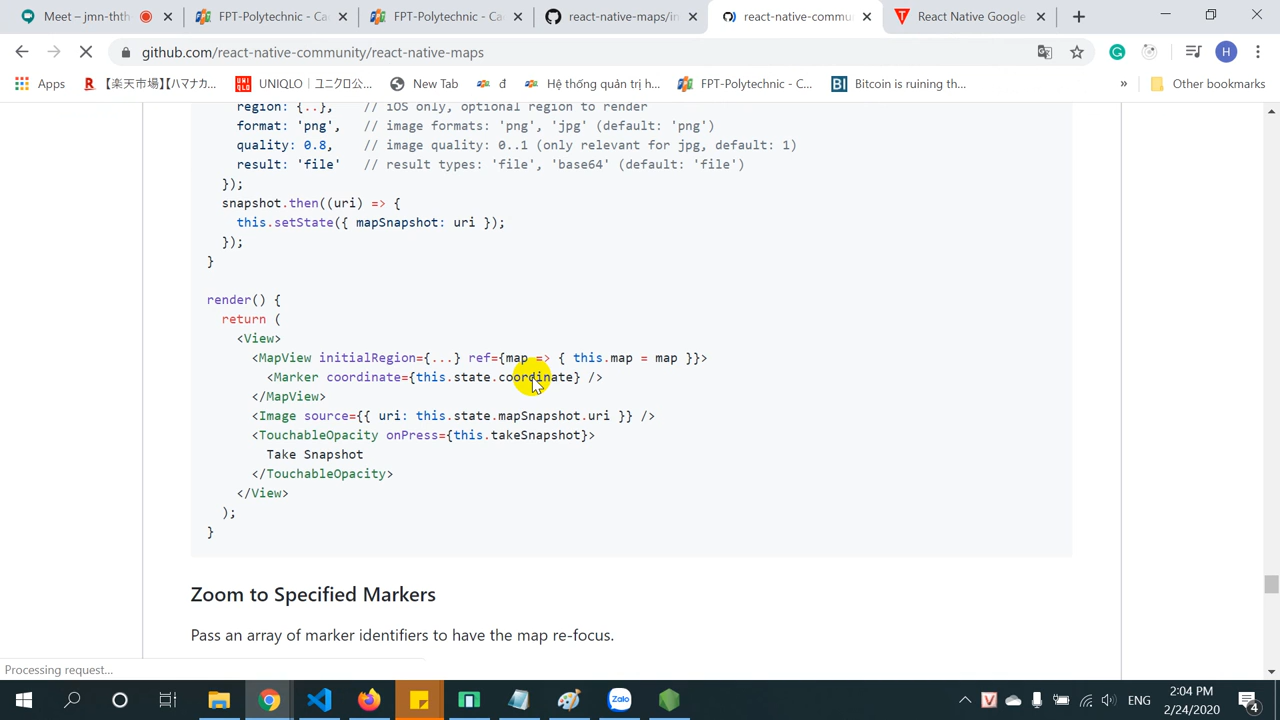 Meet – jmn-thth
FPT-Polytechnic - Ca
FPT-Polytechnic - Ca
react-native-maps/in
react-native-commu
React Native Google
github.com/react-native-community/react-native-maps
Apps
【楽天市場】【ハマナカ...
UNIQLO｜ユニクロ公...
New Tab
đ
Hệ thống quản trị h...
FPT-Polytechnic - C...
Bitcoin is ruining th...
»
Other bookmarks
region: {..}, // iOS only, optional region to render
format: 'png', // image formats: 'png', 'jpg' (default: 'png')
quality: 0.8, // image quality: 0..1 (only relevant for jpg, default: 1)
result: 'file' // result types: 'file', 'base64' (default: 'file')
});
snapshot.then((uri) => {
this.setState({ mapSnapshot: uri });
});
}
render() {
return (
<View>
<MapView initialRegion={...} ref={map => { this.map = map }}>
<Marker coordinate={this.state.coordinate} />
</MapView>
<Image source={{ uri: this.state.mapSnapshot.uri }} />
<TouchableOpacity onPress={this.takeSnapshot}>
Take Snapshot
</TouchableOpacity>
</View>
);
}
Zoom to Specified Markers
Pass an array of marker identifiers to have the map re-focus.
Processing request...
Zalo
ENG
2:04 PM
2/24/2020
4